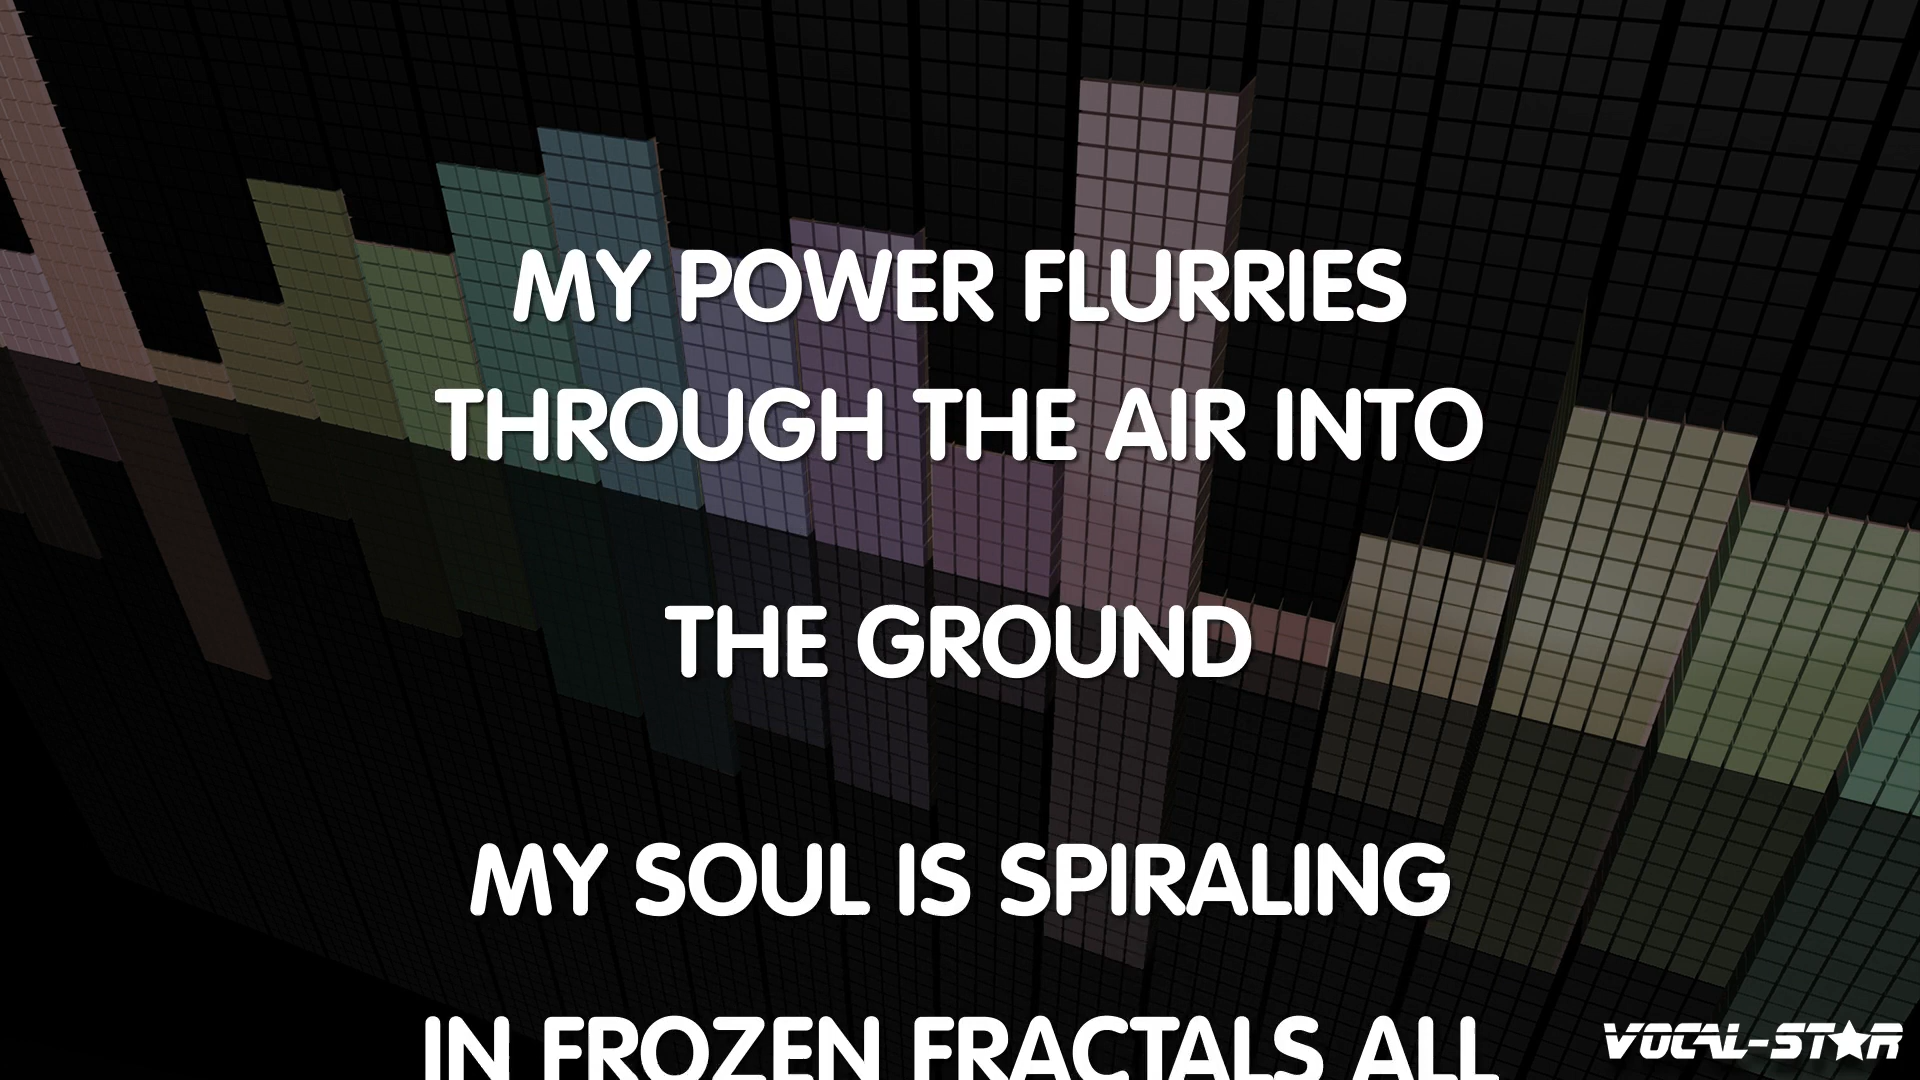 MY POWER FLURRIES
THROUGH THE AIR INTO
THE GROUND
MY SOUL IS SPIRALING
IN FROZEN FRACTALS ALL
VOCAL-STAR